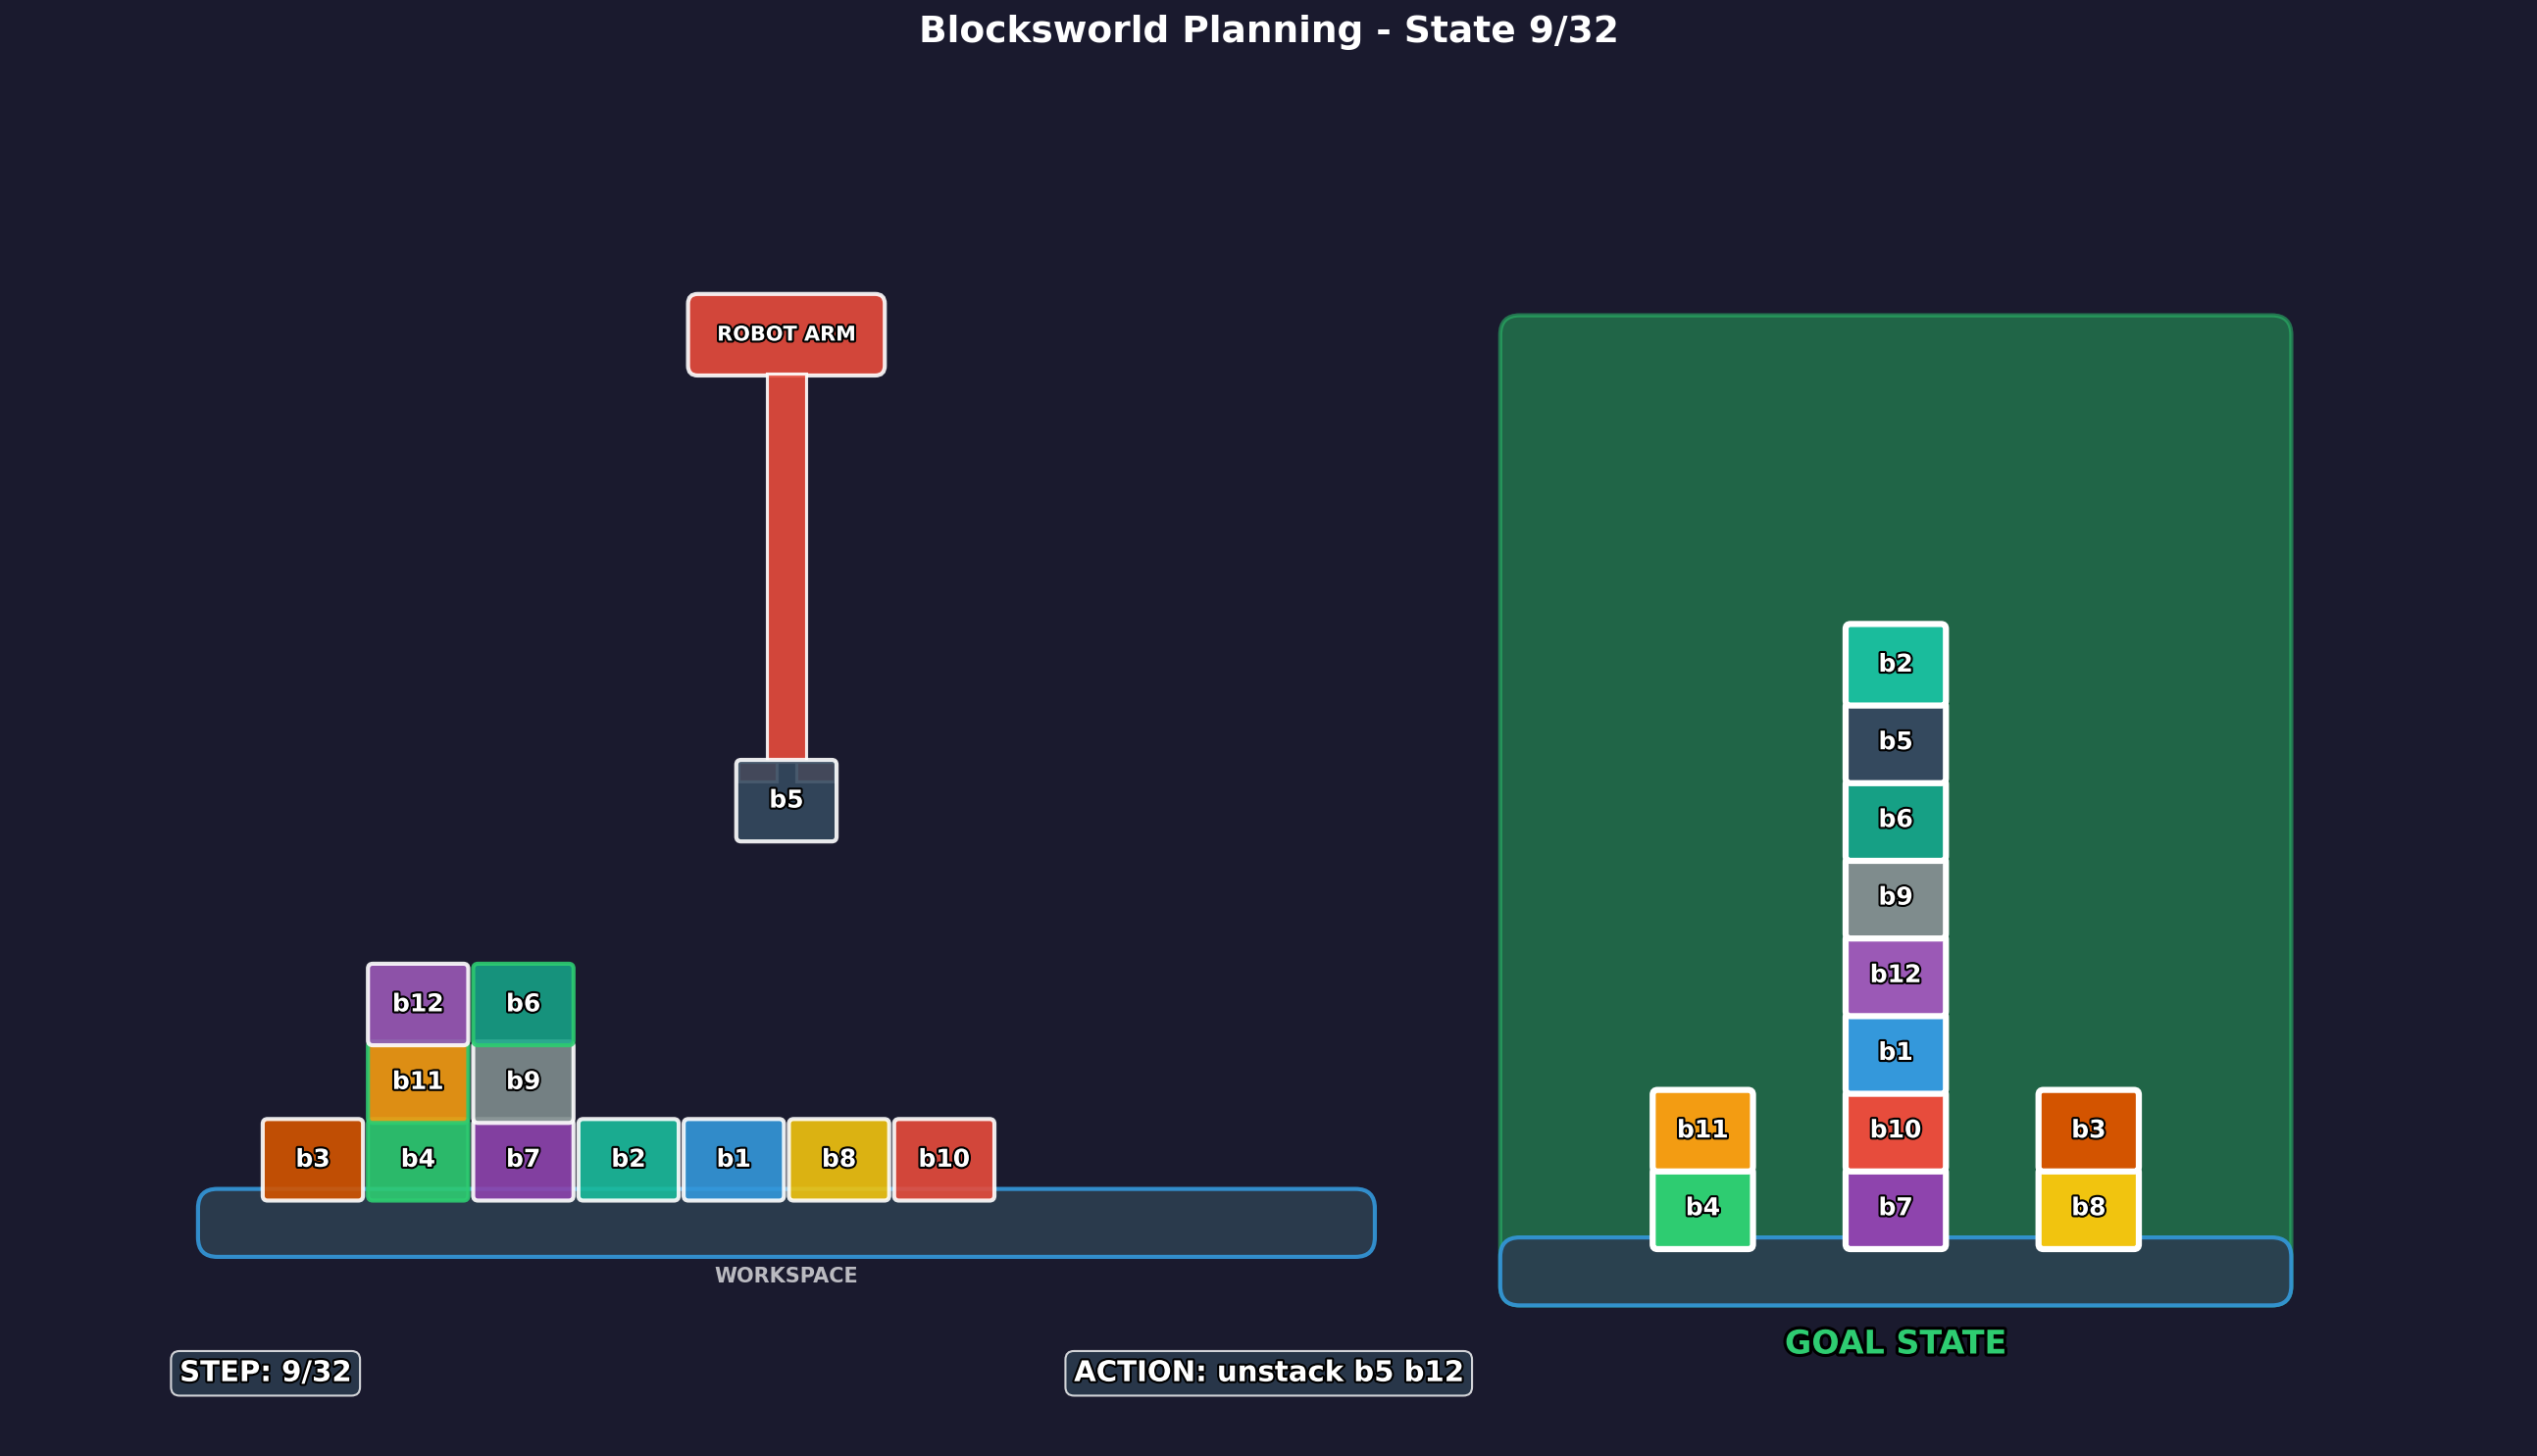 Blocksworld Planning - State 9/32
ROBOT ARM
b5
b12 b6
b11 b9
b3 b4 b7 b2 b1 b8 b10
WORKSPACE
b2
b5
b6
b9
b12
b1
b11 b10 b3
b4 b7 b8
GOAL STATE
STEP: 9/32
ACTION: unstack b5 b12